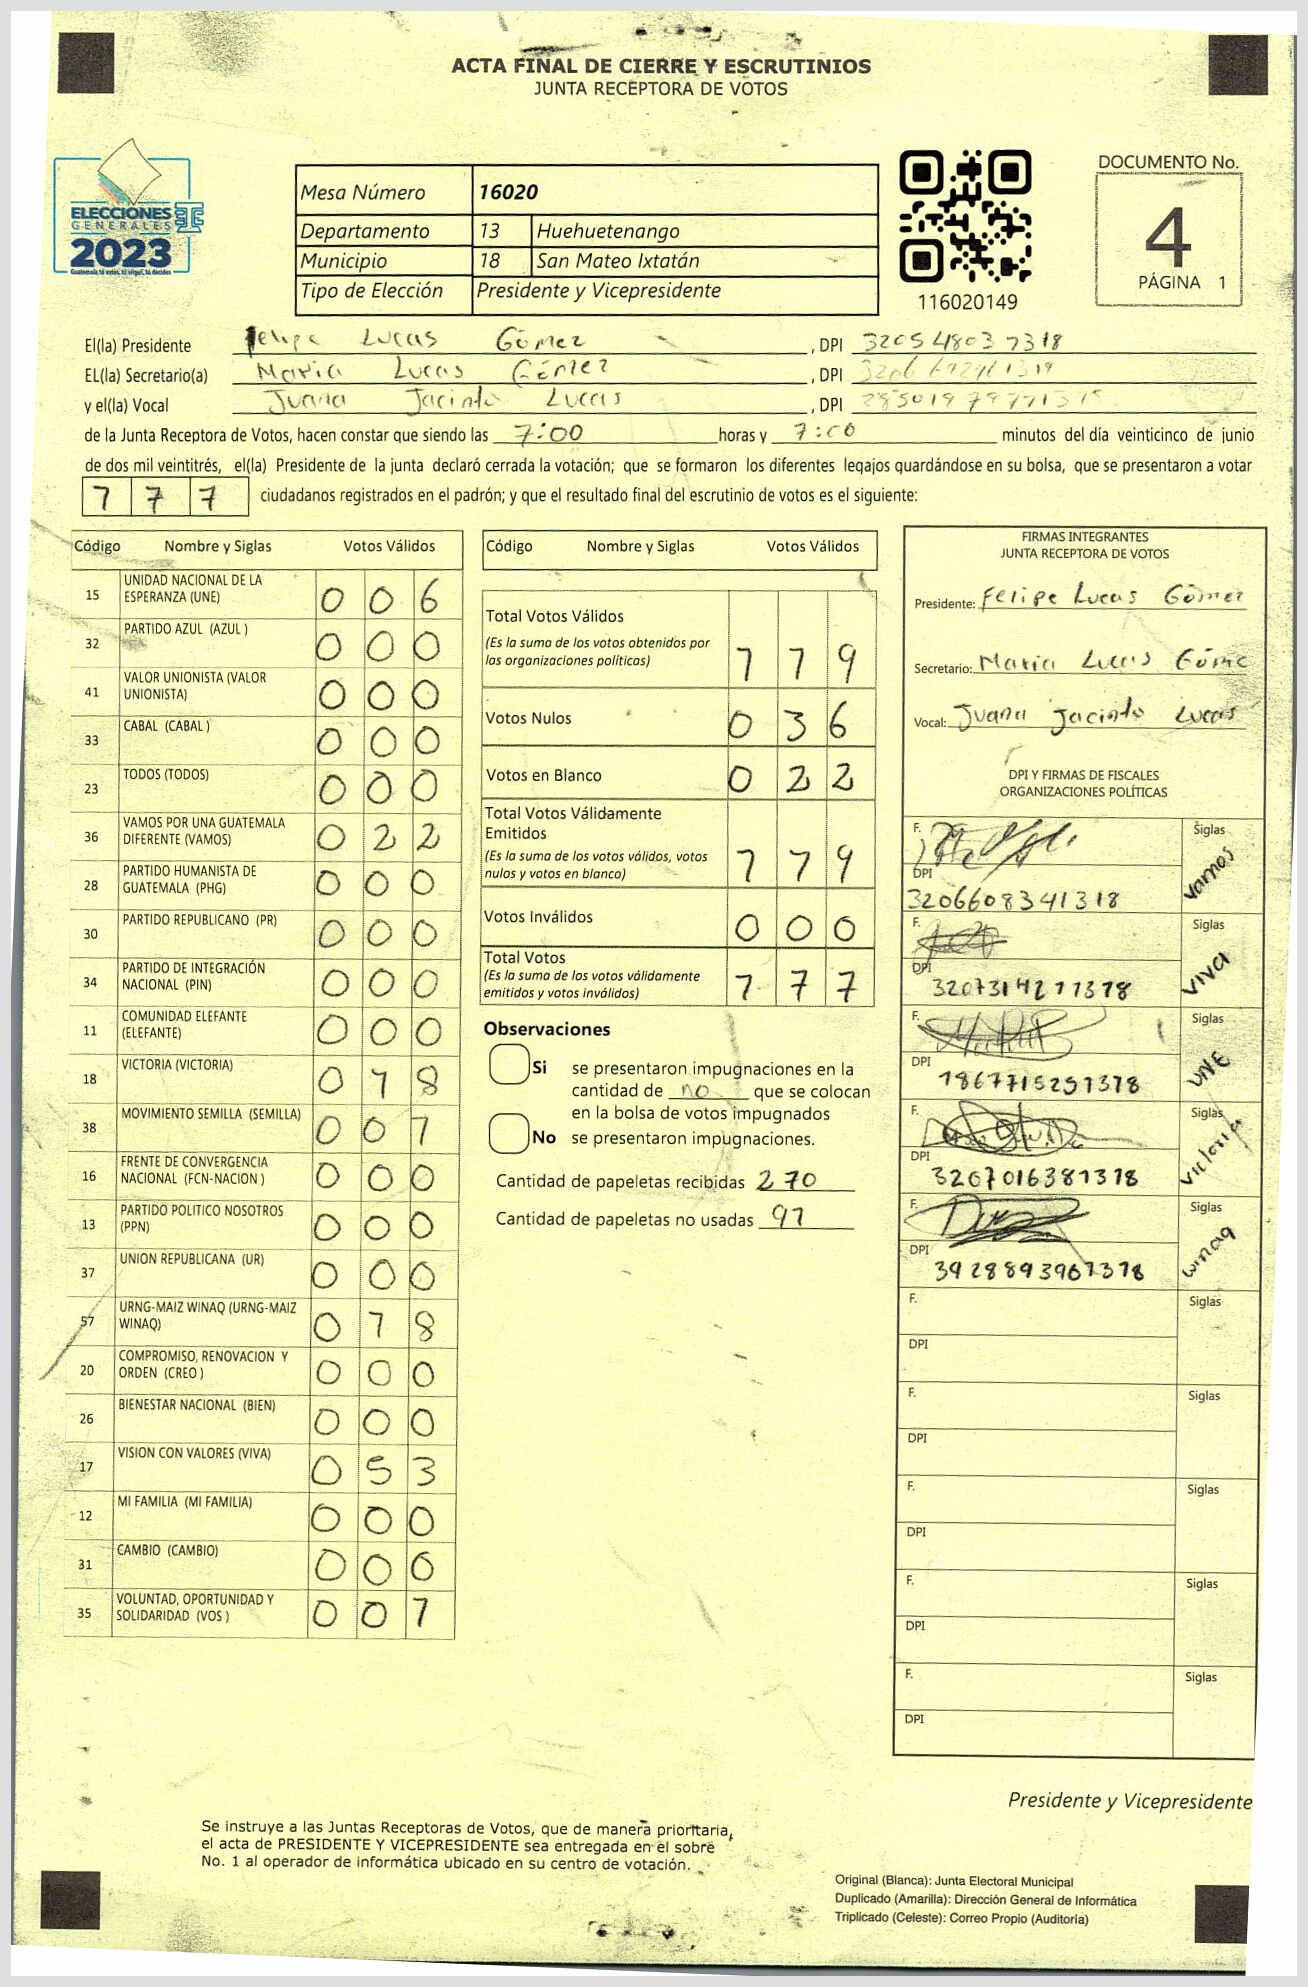 ACTA FINAL DE CIERRE Y ESCRUTINIOS
JUNTA RECEPTORA DE VOTOS
ELECCIONES
GENERALES
2023
Guatemala tú votas, tú eliges, tú decides
Mesa Número 16020
Departamento 13 Huehuetenango
Municipio 18 San Mateo Ixtatán
Tipo de Elección Presidente y Vicepresidente
116020149
DOCUMENTO No.
4
PÁGINA 1
El(la) Presidente Felipe Lucas Gómez, DPI 3205 48037318
EL(la) Secretario(a) Maria Lucas Gómez, DPI
y el(la) Vocal Juana Jacinto Lucas, DPI
de la Junta Receptora de Votos, hacen constar que siendo las 7:00 horas y 7:00 minutos del día veinticinco de junio
de dos mil veintitrés, el(la) Presidente de la junta declaró cerrada la votación; que se formaron los diferentes legajos guardándose en su bolsa, que se presentaron a votar
7 7 7 ciudadanos registrados en el padrón; y que el resultado final del escrutinio de votos es el siguiente:
Código Nombre y Siglas Votos Válidos
15 UNIDAD NACIONAL DE LA ESPERANZA (UNE) 0 0 6
32 PARTIDO AZUL (AZUL ) 0 0 0
41 VALOR UNIONISTA (VALOR UNIONISTA) 0 0 0
33 CABAL (CABAL ) 0 0 0
23 TODOS (TODOS) 0 0 0
36 VAMOS POR UNA GUATEMALA DIFERENTE (VAMOS) 0 2 2
28 PARTIDO HUMANISTA DE GUATEMALA (PHG) 0 0 0
30 PARTIDO REPUBLICANO (PR) 0 0 0
34 PARTIDO DE INTEGRACIÓN NACIONAL (PIN) 0 0 0
11 COMUNIDAD ELEFANTE (ELEFANTE) 0 0 0
18 VICTORIA (VICTORIA) 0 7 8
38 MOVIMIENTO SEMILLA (SEMILLA) 0 0 7
16 FRENTE DE CONVERGENCIA NACIONAL (FCN-NACION ) 0 0 0
13 PARTIDO POLITICO NOSOTROS (PPN) 0 0 0
37 UNION REPUBLICANA (UR) 0 0 0
57 URNG-MAIZ WINAQ (URNG-MAIZ WINAQ) 0 7 8
20 COMPROMISO, RENOVACION Y ORDEN (CREO ) 0 0 0
26 BIENESTAR NACIONAL (BIEN) 0 0 0
17 VISION CON VALORES (VIVA) 0 5 3
12 MI FAMILIA (MI FAMILIA) 0 0 0
31 CAMBIO (CAMBIO) 0 0 0
35 VOLUNTAD, OPORTUNIDAD Y SOLIDARIDAD (VOS ) 0 0 7
Código Nombre y Siglas Votos Válidos
Total Votos Válidos 7 7 9
(Es la suma de los votos obtenidos por
las organizaciones políticas)
Votos Nulos 0 3 6
Votos en Blanco 0 2 2
Total Votos Válidamente
Emitidos 7 7 9
(Es la suma de los votos válidos, votos
nulos y votos en blanco)
Votos Inválidos 0 0 0
Total Votos 7 7 7
(Es la suma de los votos válidamente
emitidos y votos inválidos)
Observaciones
Si se presentaron impugnaciones en la
cantidad de no que se colocan
en la bolsa de votos impugnados
No se presentaron impugnaciones.
Cantidad de papeletas recibidas 270
Cantidad de papeletas no usadas 97
FIRMAS INTEGRANTES
JUNTA RECEPTORA DE VOTOS
Presidente: Felipe Lucas Gómez
Secretario: Maria Lucas Góme
Vocal: Juana Jacinto Lucas
DPI Y FIRMAS DE FISCALES
ORGANIZACIONES POLÍTICAS
F. Siglas
DPI 3206608341318 Vamos
F. Siglas
DPI 3207314277378 VIVA
F. Siglas
DPI 7867715257378 UNE
F. Siglas
DPI 3207016387378 Victoria
F. Siglas
DPI 3928893967378 winaq
F. Siglas
DPI
F. Siglas
DPI
F. Siglas
DPI
F. Siglas
DPI
F. Siglas
DPI
Presidente y Vicepresidente
Se instruye a las Juntas Receptoras de Votos, que de manera prioritaria,
el acta de PRESIDENTE Y VICEPRESIDENTE sea entregada en el sobre
No. 1 al operador de informática ubicado en su centro de votación.
Original (Blanca): Junta Electoral Municipal
Duplicado (Amarilla): Dirección General de Informática
Triplicado (Celeste): Correo Propio (Auditoría)